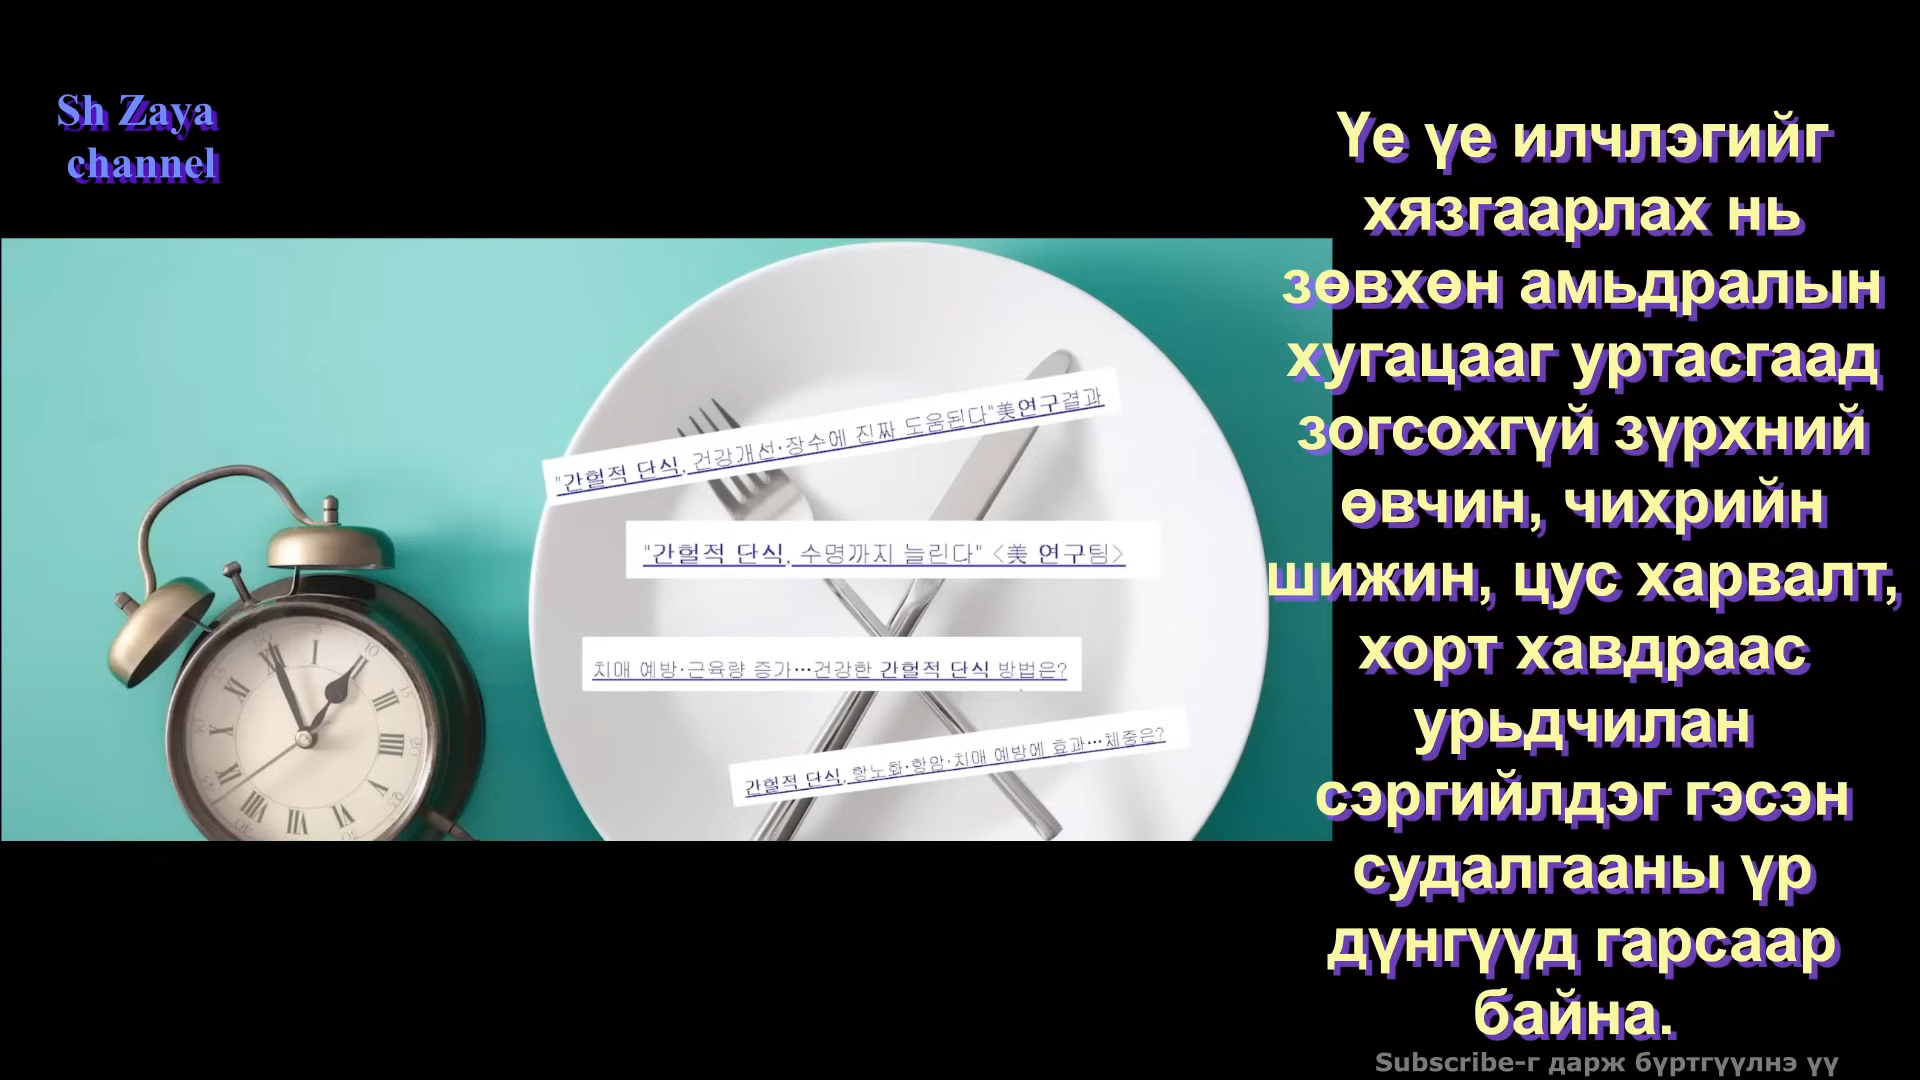 Sh Zaya
channel
"간헐적 단식, 건강개선·장수에 진짜 도움된다"美연구결과
"간헐적 단식, 수명까지 늘린다" <美 연구팀>
치매 예방·근육량 증가…건강한 간헐적 단식 방법은?
간헐적 단식, 항노화·항암·치매 예방에 효과…체중은?
Үе үе илчлэгийг
хязгаарлах нь
зөвхөн амьдралын
хугацааг уртасгаад
зогсохгүй зүрхний
өвчин, чихрийн
шижин, цус харвалт,
хорт хавдраас
урьдчилан
сэргийлдэг гэсэн
судалгааны үр
дүнгүүд гарсаар
байна.
Subscribe-г дарж бүртгүүлнэ үү